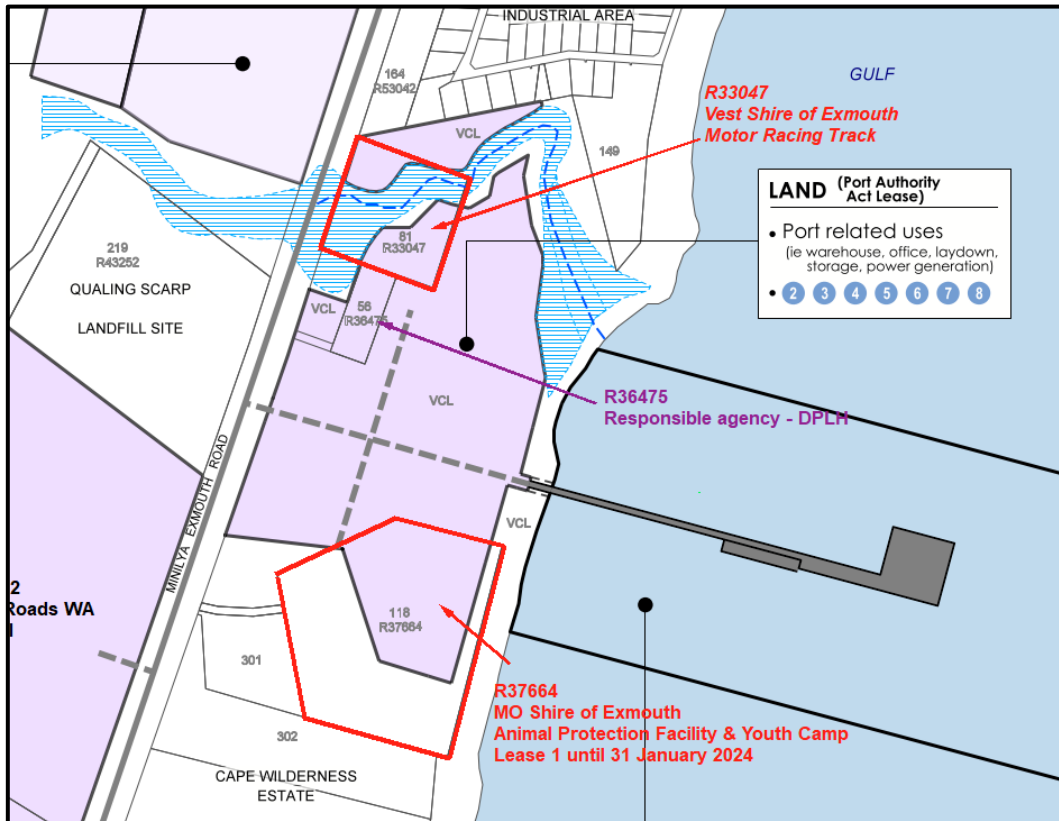 INDUSTRIAL AREA
GULF
164
R53042
R33047
Vest Shire of Exmouth
Motor Racing Track
VCL
149
LAND (Port Authority
Act Lease)
• Port related uses
(ie warehouse, office, laydown,
storage, power generation)
• 2 3 4 5 6 7 8
219
R43252
QUALING SCARP
LANDFILL SITE
81
R33047
VCL
56
R36475
VCL
R36475
Responsible agency - DPLH
MINILYA EXMOUTH ROAD
VCL
2
Roads WA
118
R37664
301
302
R37664
MO Shire of Exmouth
Animal Protection Facility & Youth Camp
Lease 1 until 31 January 2024
CAPE WILDERNESS
ESTATE